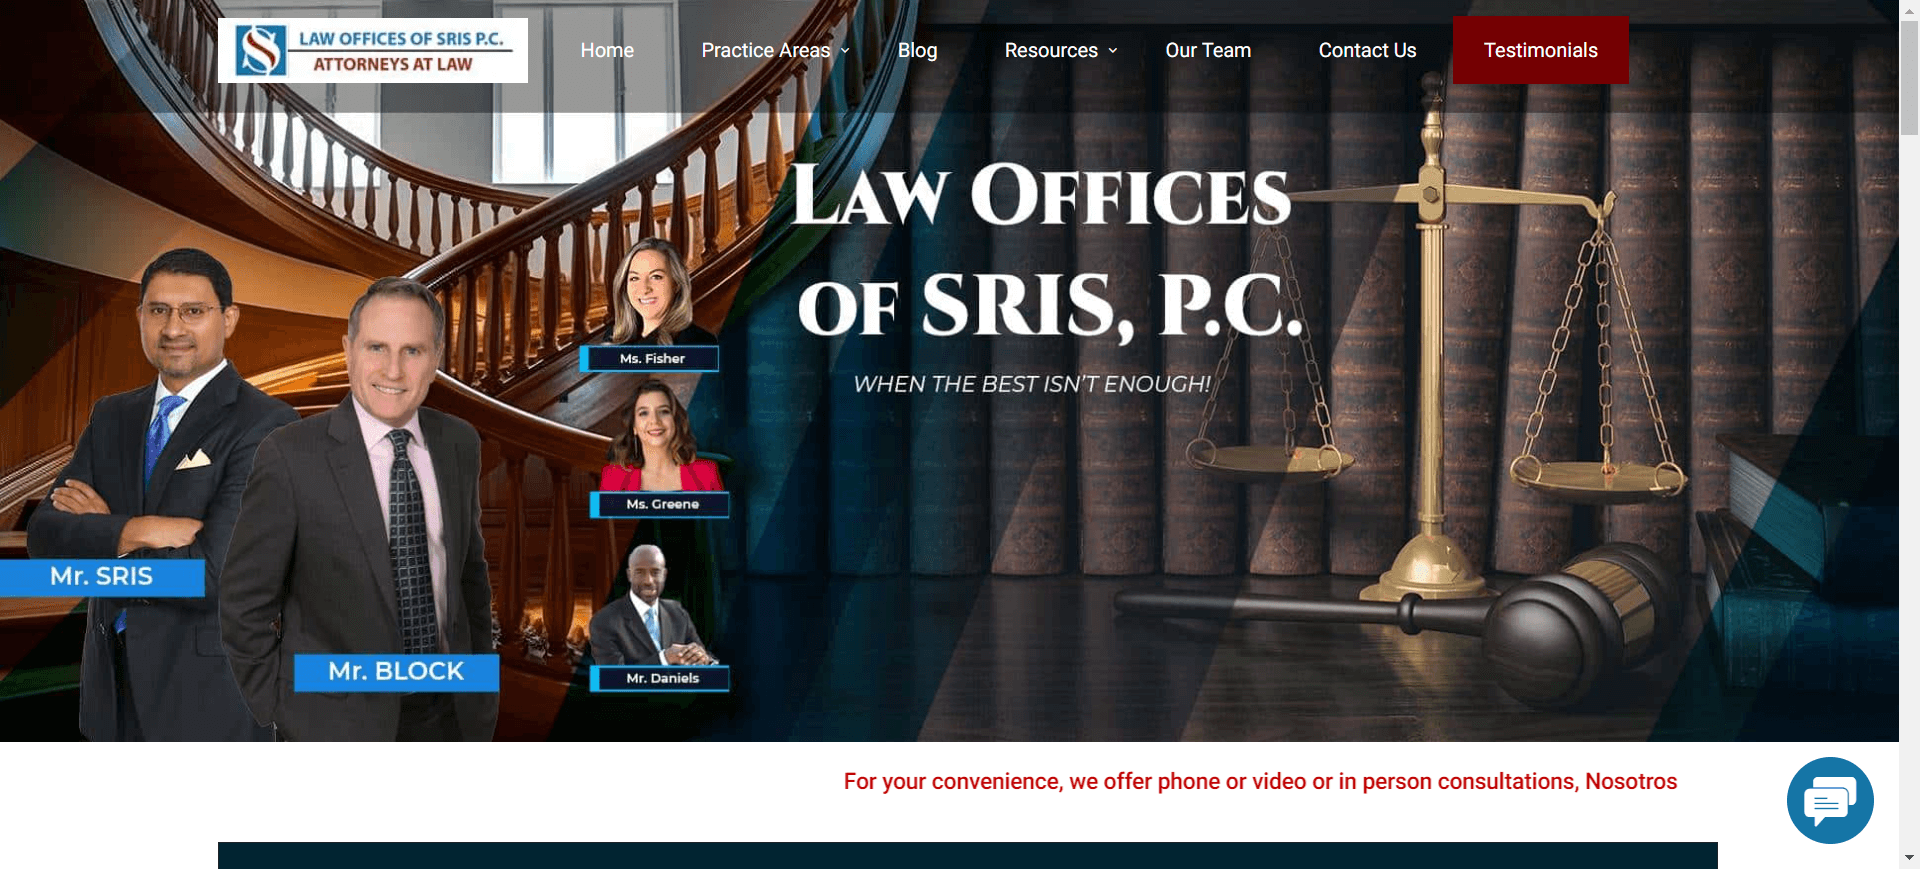 LAW OFFICES OF SRIS P.C.
ATTORNEYS AT LAW
Home
Practice Areas
Blog
Resources
Our Team
Contact Us
Testimonials
LAW OFFICES
OF SRIS, P.C.
WHEN THE BEST ISN'T ENOUGH!
Ms. Fisher
Ms. Greene
Mr. SRIS
Mr. BLOCK
Mr. Daniels
For your convenience, we offer phone or video or in person consultations, Nosotros